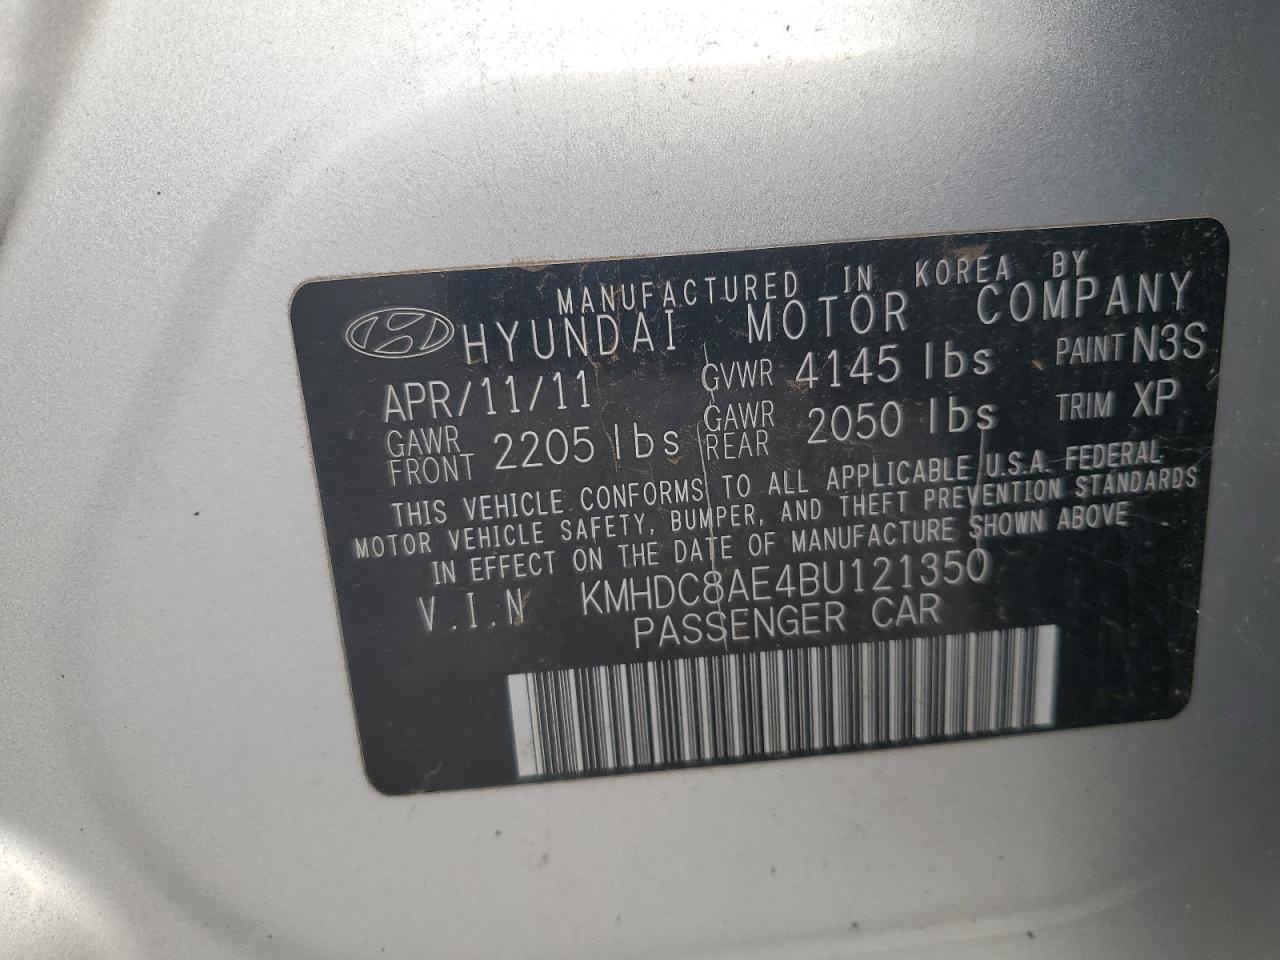 MANUFACTURED IN KOREA BY
HYUNDAI MOTOR COMPANY
APR/11/11 GVWR 4145 lbs PAINT N3S
GAWR FRONT 2205 lbs GAWR REAR 2050 lbs TRIM XP
THIS VEHICLE CONFORMS TO ALL APPLICABLE U.S.A. FEDERAL
MOTOR VEHICLE SAFETY, BUMPER, AND THEFT PREVENTION STANDARDS
IN EFFECT ON THE DATE OF MANUFACTURE SHOWN ABOVE
V.I.N KMHDC8AE4BU121350
PASSENGER CAR